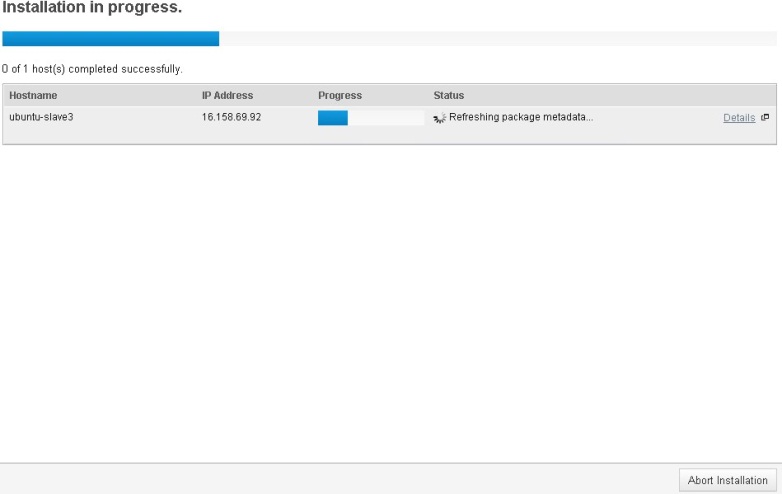 Installation in progress.
0 of 1 host(s) completed successfully.
Hostname IP Address Progress Status
ubuntu-slave3 16.158.69.92 Refreshing package metadata... Details
Abort Installation